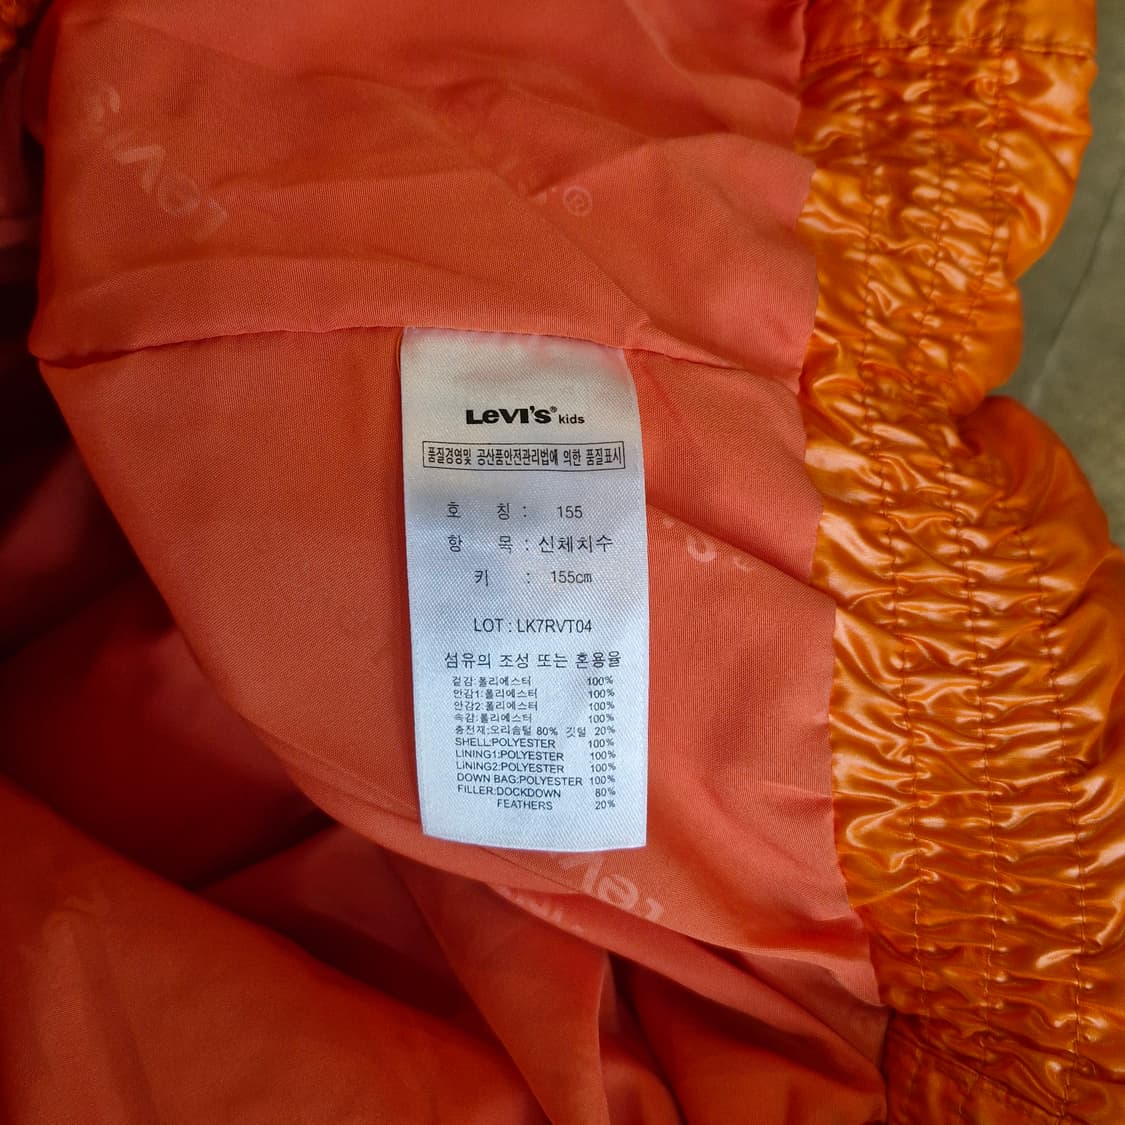 Levi's
®
LEVI'S® kids
품질경영및 공산품안전관리법에 의한 품질표시
호 칭 : 155
항 목 : 신체치수
키 : 155cm
LOT : LK7RVT04
섬유의 조성 또는 혼용율
겉감:폴리에스터 100%
안감1:폴리에스터 100%
안감2:폴리에스터 100%
속감:폴리에스터 100%
충전재:오리솜털 80% 깃털 20%
SHELL:POLYESTER 100%
LINING1:POLYESTER 100%
LINING2:POLYESTER 100%
DOWN BAG:POLYESTER 100%
FILLER:DOCKDOWN 80%
FEATHERS 20%